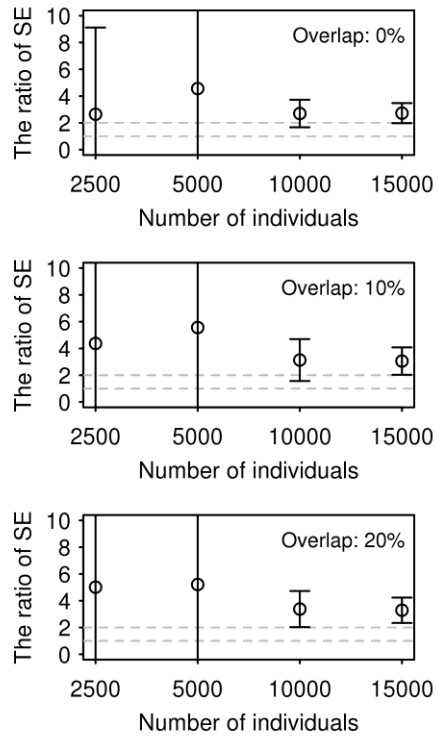 The ratio of SE
10
8
6
4
2
0
Overlap: 0%
2500 5000 10000 15000
Number of individuals
The ratio of SE
10
8
6
4
2
0
Overlap: 10%
2500 5000 10000 15000
Number of individuals
The ratio of SE
10
8
6
4
2
0
Overlap: 20%
2500 5000 10000 15000
Number of individuals